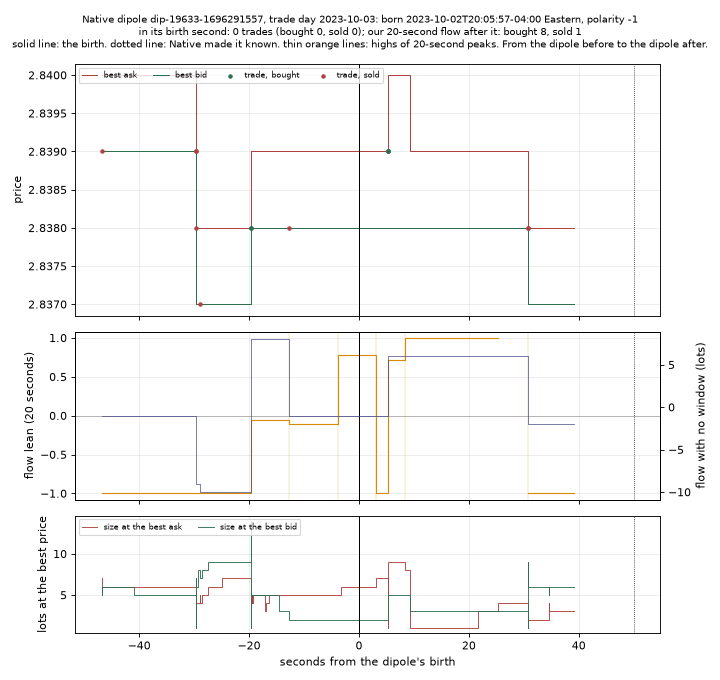 Native dipole dip-19633-1696291557, trade day 2023-10-03: born 2023-10-02T20:05:57-04:00 Eastern, polarity -1
in its birth second: 0 trades (bought 0, sold 0); our 20-second flow after it: bought 8, sold 1
solid line: the birth. dotted line: Native made it known. thin orange lines: highs of 20-second peaks. From the dipole before to the dipole after.
best ask
best bid
trade, bought
trade, sold
2.8400
2.8395
2.8390
2.8385
2.8380
2.8375
2.8370
price
1.0
0.5
0.0
−0.5
−1.0
flow lean (20 seconds)
5
0
−5
−10
flow with no window (lots)
size at the best ask
size at the best bid
10
5
lots at the best price
−40
−20
0
20
40
seconds from the dipole's birth